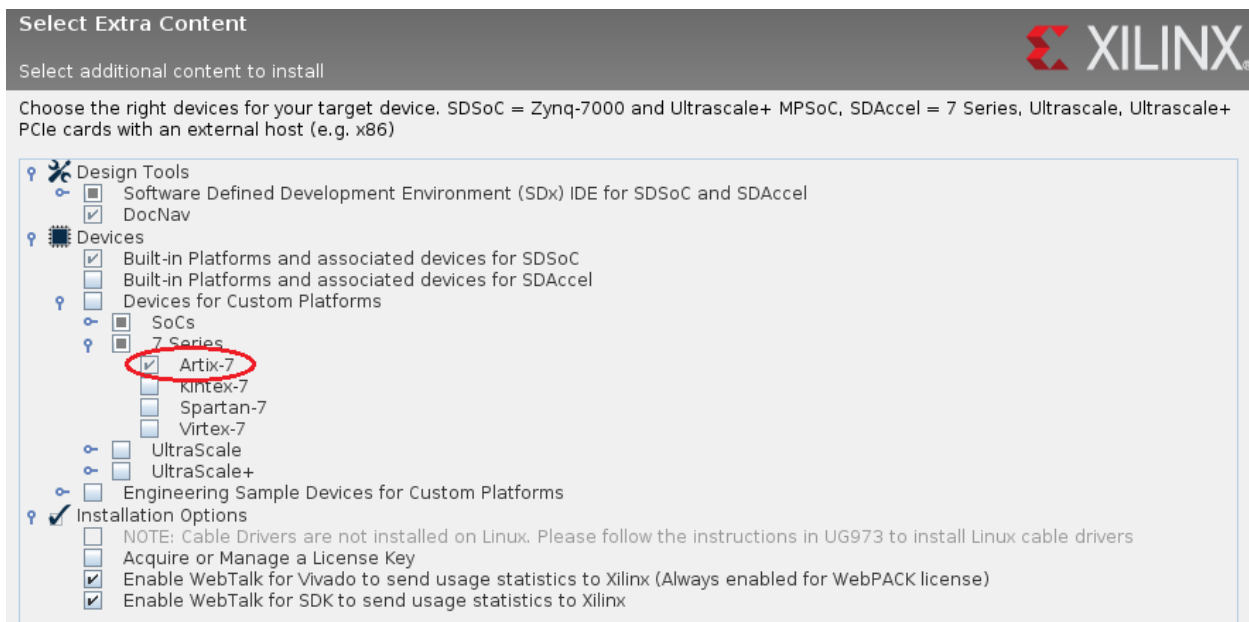 Select Extra Content
XILINX®
Select additional content to install
Choose the right devices for your target device. SDSoC = Zynq-7000 and Ultrascale+ MPSoC, SDAccel = 7 Series, Ultrascale, Ultrascale+
PCIe cards with an external host (e.g. x86)
Design Tools
Software Defined Development Environment (SDx) IDE for SDSoC and SDAccel
DocNav
Devices
Built-in Platforms and associated devices for SDSoC
Built-in Platforms and associated devices for SDAccel
Devices for Custom Platforms
SoCs
7 Series
Artix-7
Kintex-7
Spartan-7
Virtex-7
UltraScale
UltraScale+
Engineering Sample Devices for Custom Platforms
Installation Options
NOTE: Cable Drivers are not installed on Linux. Please follow the instructions in UG973 to install Linux cable drivers
Acquire or Manage a License Key
Enable WebTalk for Vivado to send usage statistics to Xilinx (Always enabled for WebPACK license)
Enable WebTalk for SDK to send usage statistics to Xilinx